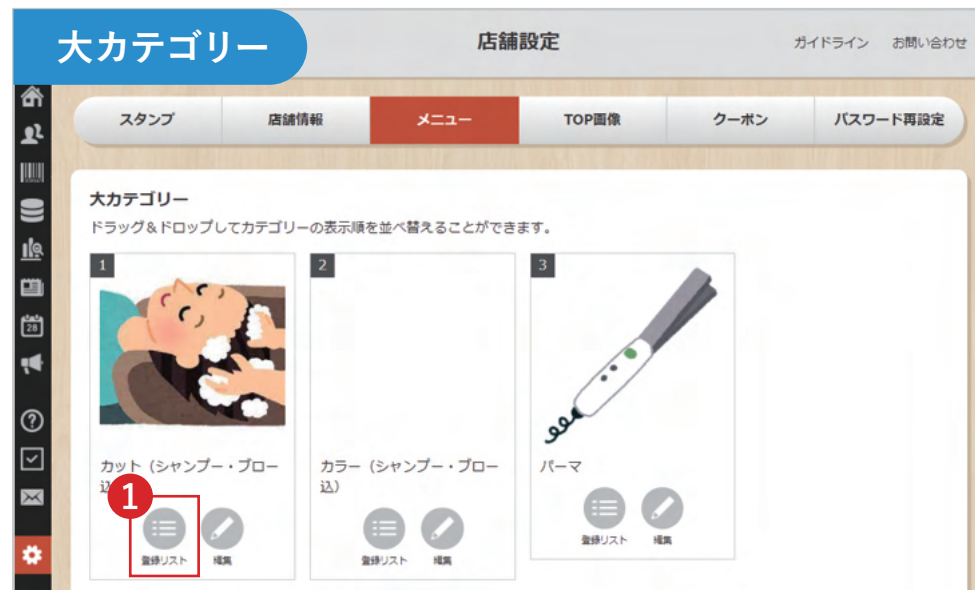 大カテゴリー
店舗設定
ガイドライン お問い合わせ
スタンプ 店舗情報 メニュー TOP画像 クーポン パスワード再設定
28
大カテゴリー
ドラッグ&ドロップしてカテゴリーの表示順を並べ替えることができます。
1 2 3
カット（シャンプー・ブロー
込
カラー（シャンプー・ブロー
込）
パーマ
1
登録リスト 編集
登録リスト 編集
登録リスト 編集